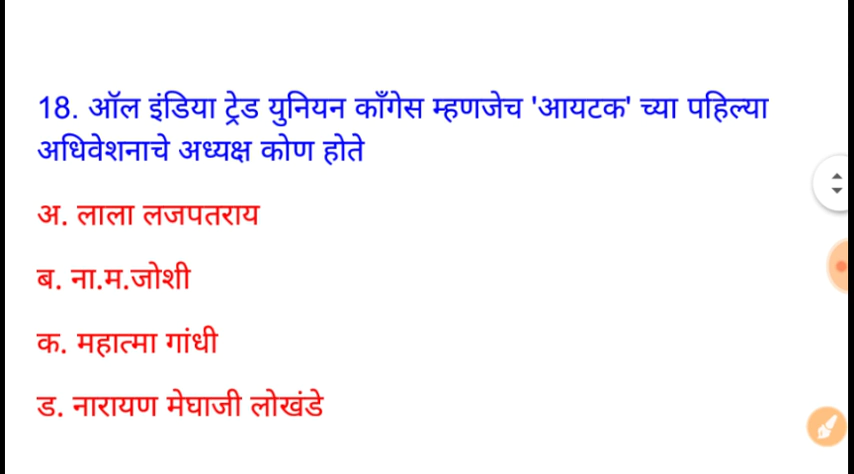 18. ऑल इंडिया ट्रेड युनियन काँगेस म्हणजेच 'आयटक' च्या पहिल्या
अधिवेशनाचे अध्यक्ष कोण होते
अ. लाला लजपतराय
ब. ना.म.जोशी
क. महात्मा गांधी
ड. नारायण मेघाजी लोखंडे